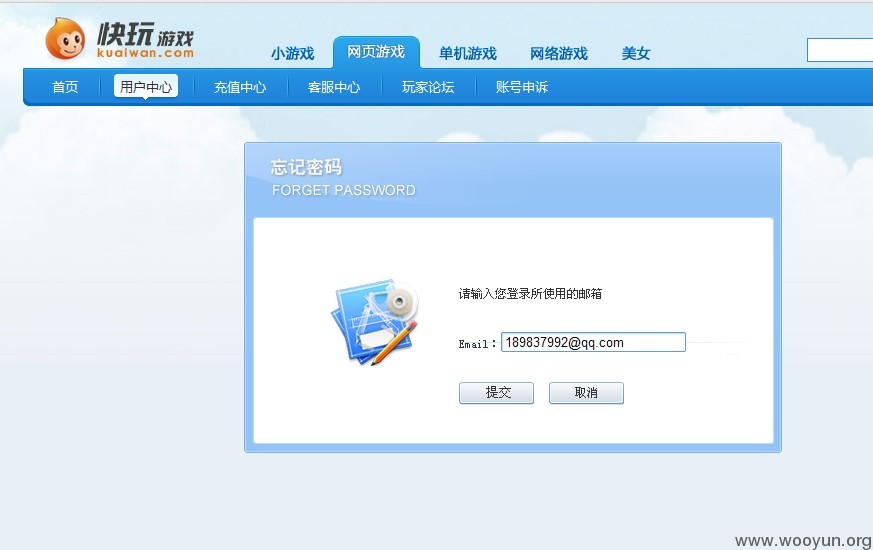 快玩游戏
kuaiwan.com
小游戏 网页游戏 单机游戏 网络游戏 美女
首页 用户中心 充值中心 客服中心 玩家论坛 账号申诉
忘记密码
FORGET PASSWORD
请输入您登录所使用的邮箱
Email： 189837992@qq.com
提交 取消
www.wooyun.org